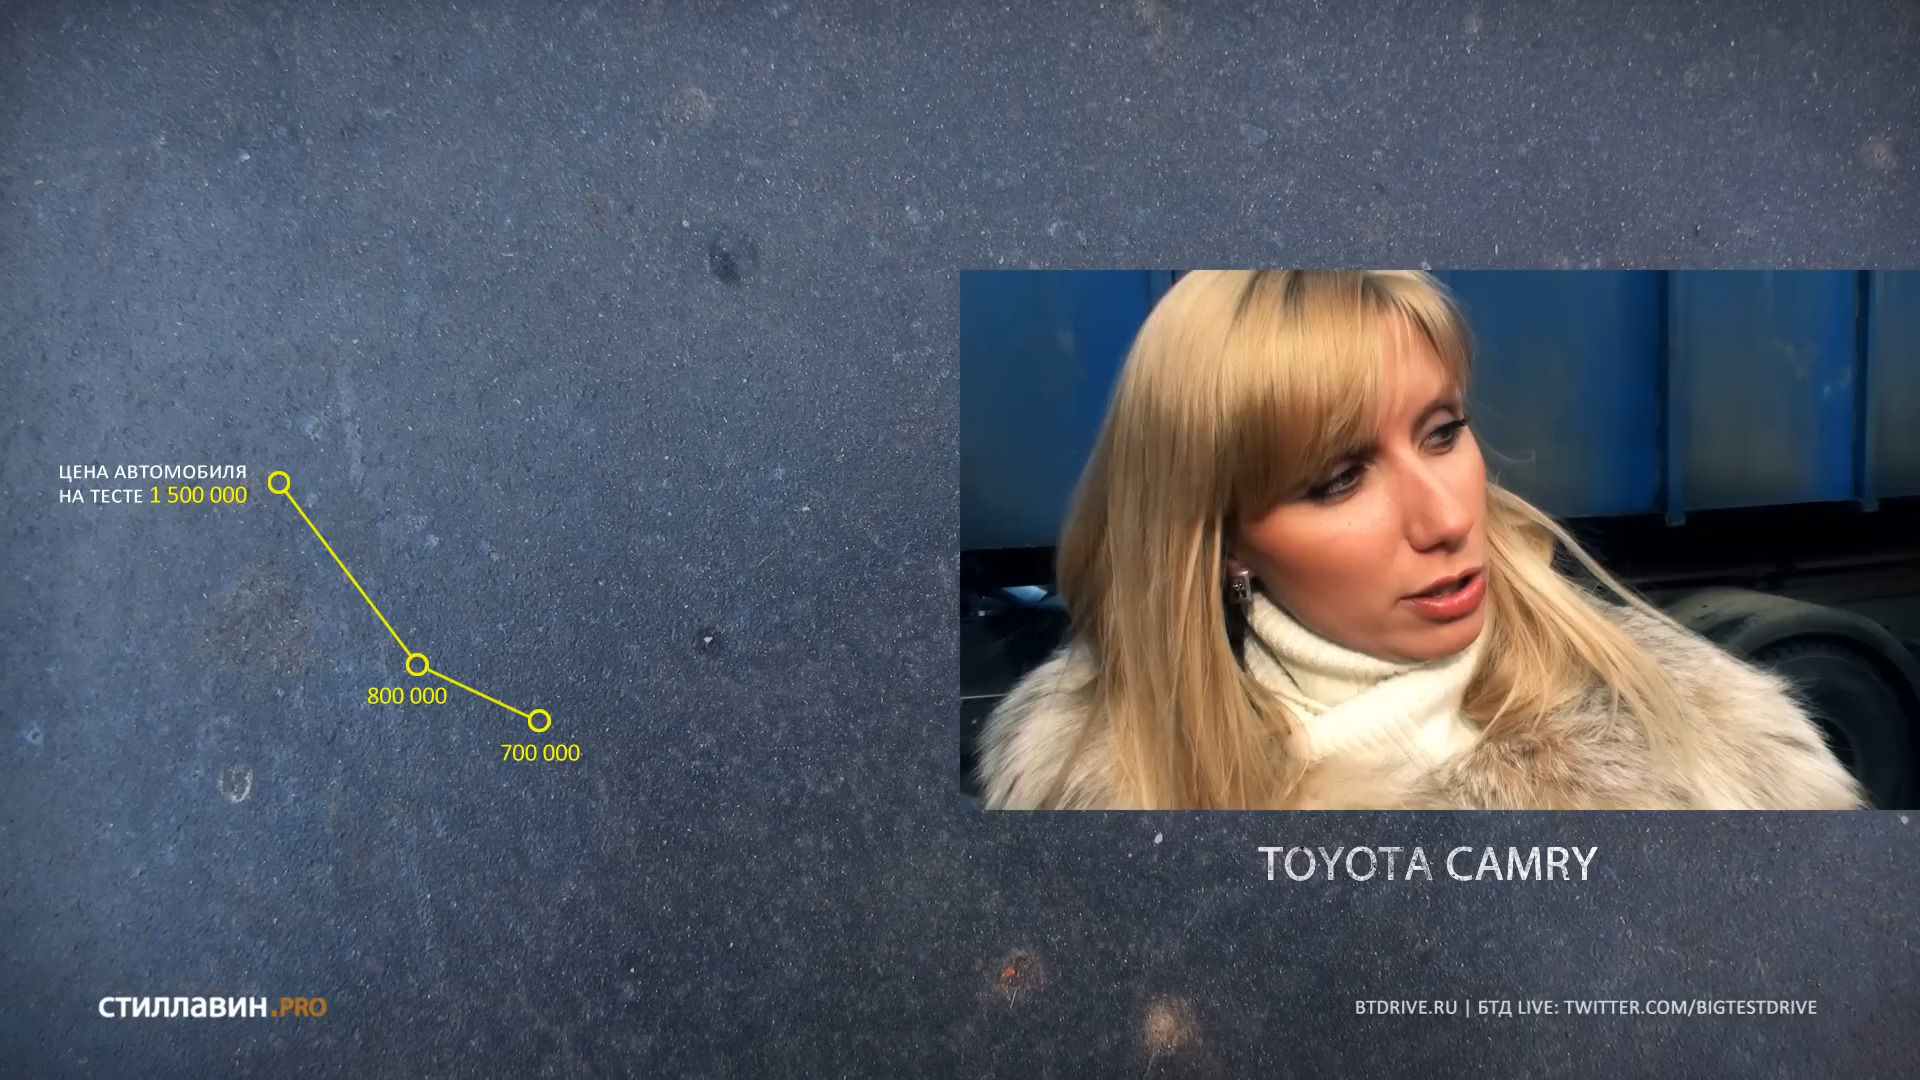 ЦЕНА АВТОМОБИЛЯ
НА ТЕСТЕ 1 500 000
800 000
700 000
TOYOTA CAMRY
СТИЛЛАВИН.PRO
BTDRIVE.RU | БТД LIVE: TWITTER.COM/BIGTESTDRIVE